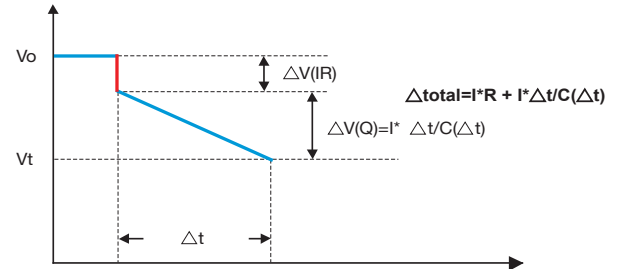 Vo
△V(IR)
△total=I*R + I*△t/C(△t)
△V(Q)=I* △t/C(△t)
Vt
△t